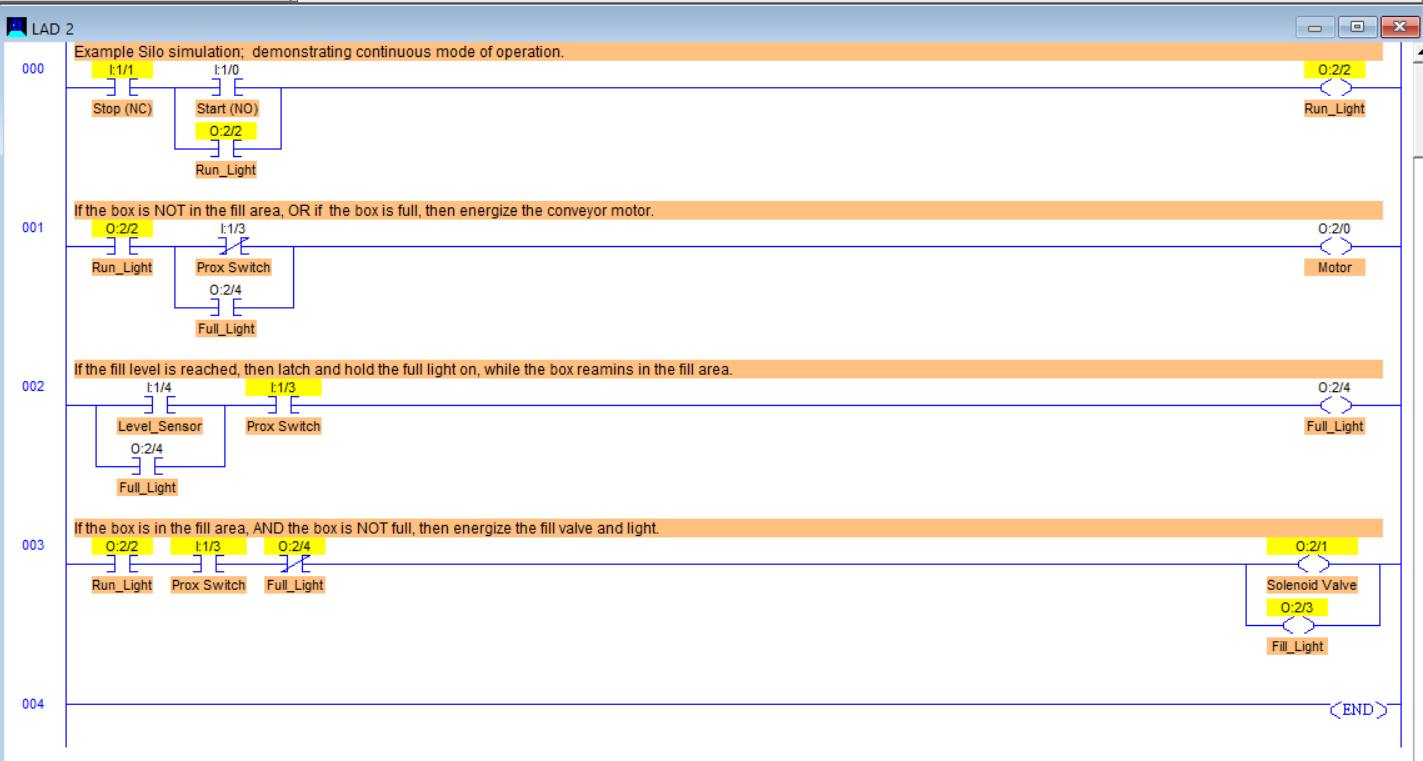 LAD 2
Example Silo simulation; demonstrating continuous mode of operation.
000
I:1/1 I:1/0 O:2/2
Stop (NC) Start (NO) Run_Light
O:2/2
Run_Light
If the box is NOT in the fill area, OR if the box is full, then energize the conveyor motor.
001
O:2/2 I:1/3 O:2/0
Run_Light Prox Switch Motor
O:2/4
Full_Light
If the fill level is reached, then latch and hold the full light on, while the box reamins in the fill area.
002
I:1/4 I:1/3 O:2/4
Level_Sensor Prox Switch Full_Light
O:2/4
Full_Light
If the box is in the fill area, AND the box is NOT full, then energize the fill valve and light.
003
O:2/2 I:1/3 O:2/4 O:2/1
Run_Light Prox Switch Full_Light Solenoid Valve
O:2/3
Fill_Light
004
END